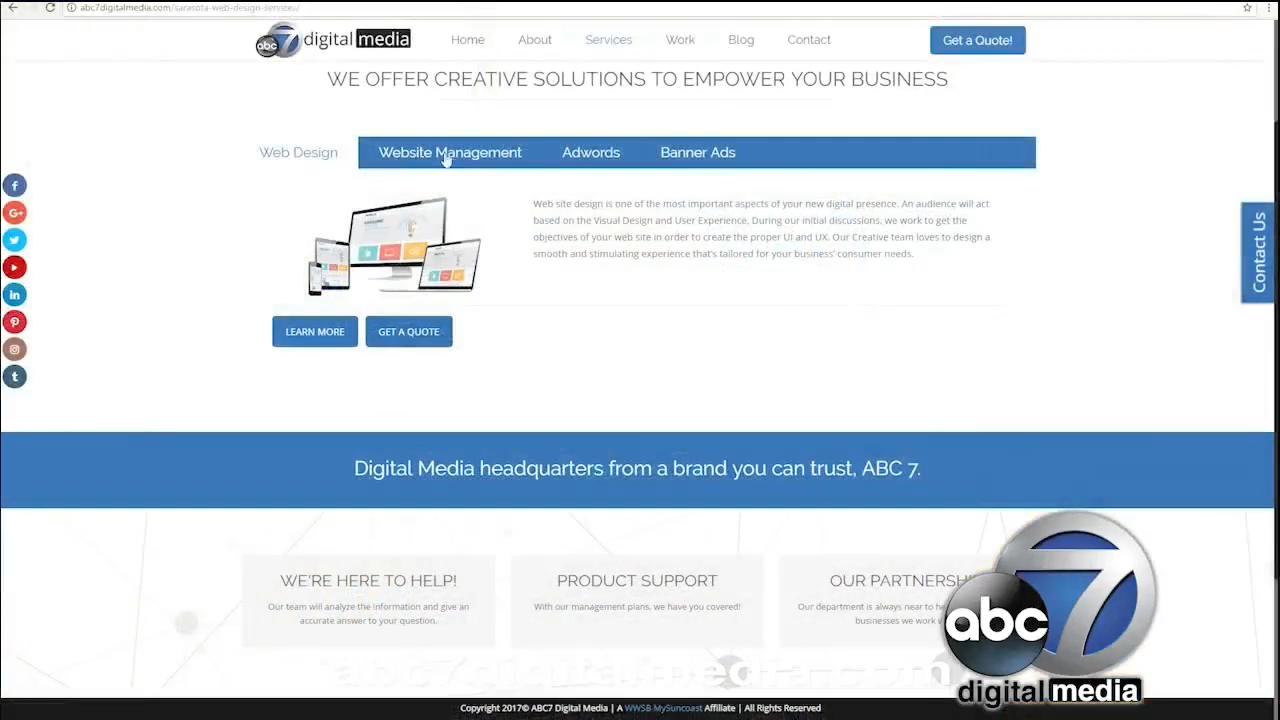 abc7digitalmedia.com/sarasota-web-design-services/
abc 7 digital media
Home About Services Work Blog Contact
Get a Quote!
WE OFFER CREATIVE SOLUTIONS TO EMPOWER YOUR BUSINESS
Web Design Website Management Adwords Banner Ads
Web site design is one of the most important aspects of your new digital presence. An audience will act
based on the Visual Design and User Experience. During our initial discussions, we work to get the
objectives of your web site in order to create the proper UI and UX. Our Creative team loves to design a
smooth and stimulating experience that's tailored for your business' consumer needs.
Contact Us
LEARN MORE GET A QUOTE
Digital Media headquarters from a brand you can trust, ABC 7.
WE'RE HERE TO HELP!
Our team will analyze the information and give an
accurate answer to your question.
PRODUCT SUPPORT
With our management plans, we have you covered!
OUR
Our department is always near to
businesses we work
abc7digitalmedia.com
abc 7
digital media
Copyright 2017© ABC7 Digital Media | A WWSB MySuncoast Affiliate | All Rights Reserved